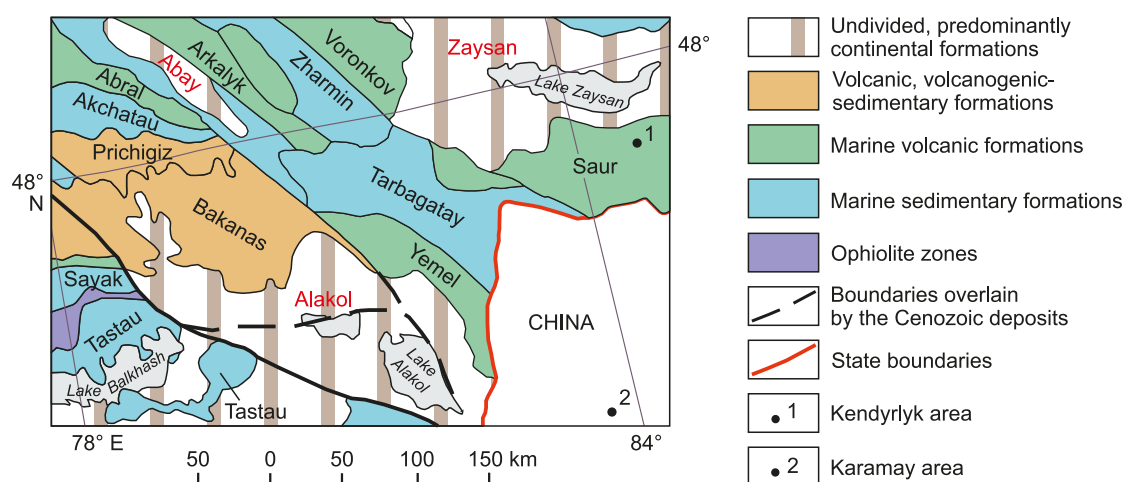 Voronkov
Zaysan
48°
Arkalyk
Abay
Zharmin
Lake Zaysan
Abral
Akchatau
1
Prichigiz
Saur
48°
N
Tarbagatay
Bakanas
Yemel
Sayak
Alakol
CHINA
Tastau
Lake Balkhash
Lake
Alakol
Tastau
2
78° E
84°
50 0 50 100 150 km
Undivided, predominantly
continental formations
Volcanic, volcanogenic-
sedimentary formations
Marine volcanic formations
Marine sedimentary formations
Ophiolite zones
Boundaries overlain
by the Cenozoic deposits
State boundaries
1 Kendyrlyk area
2 Karamay area